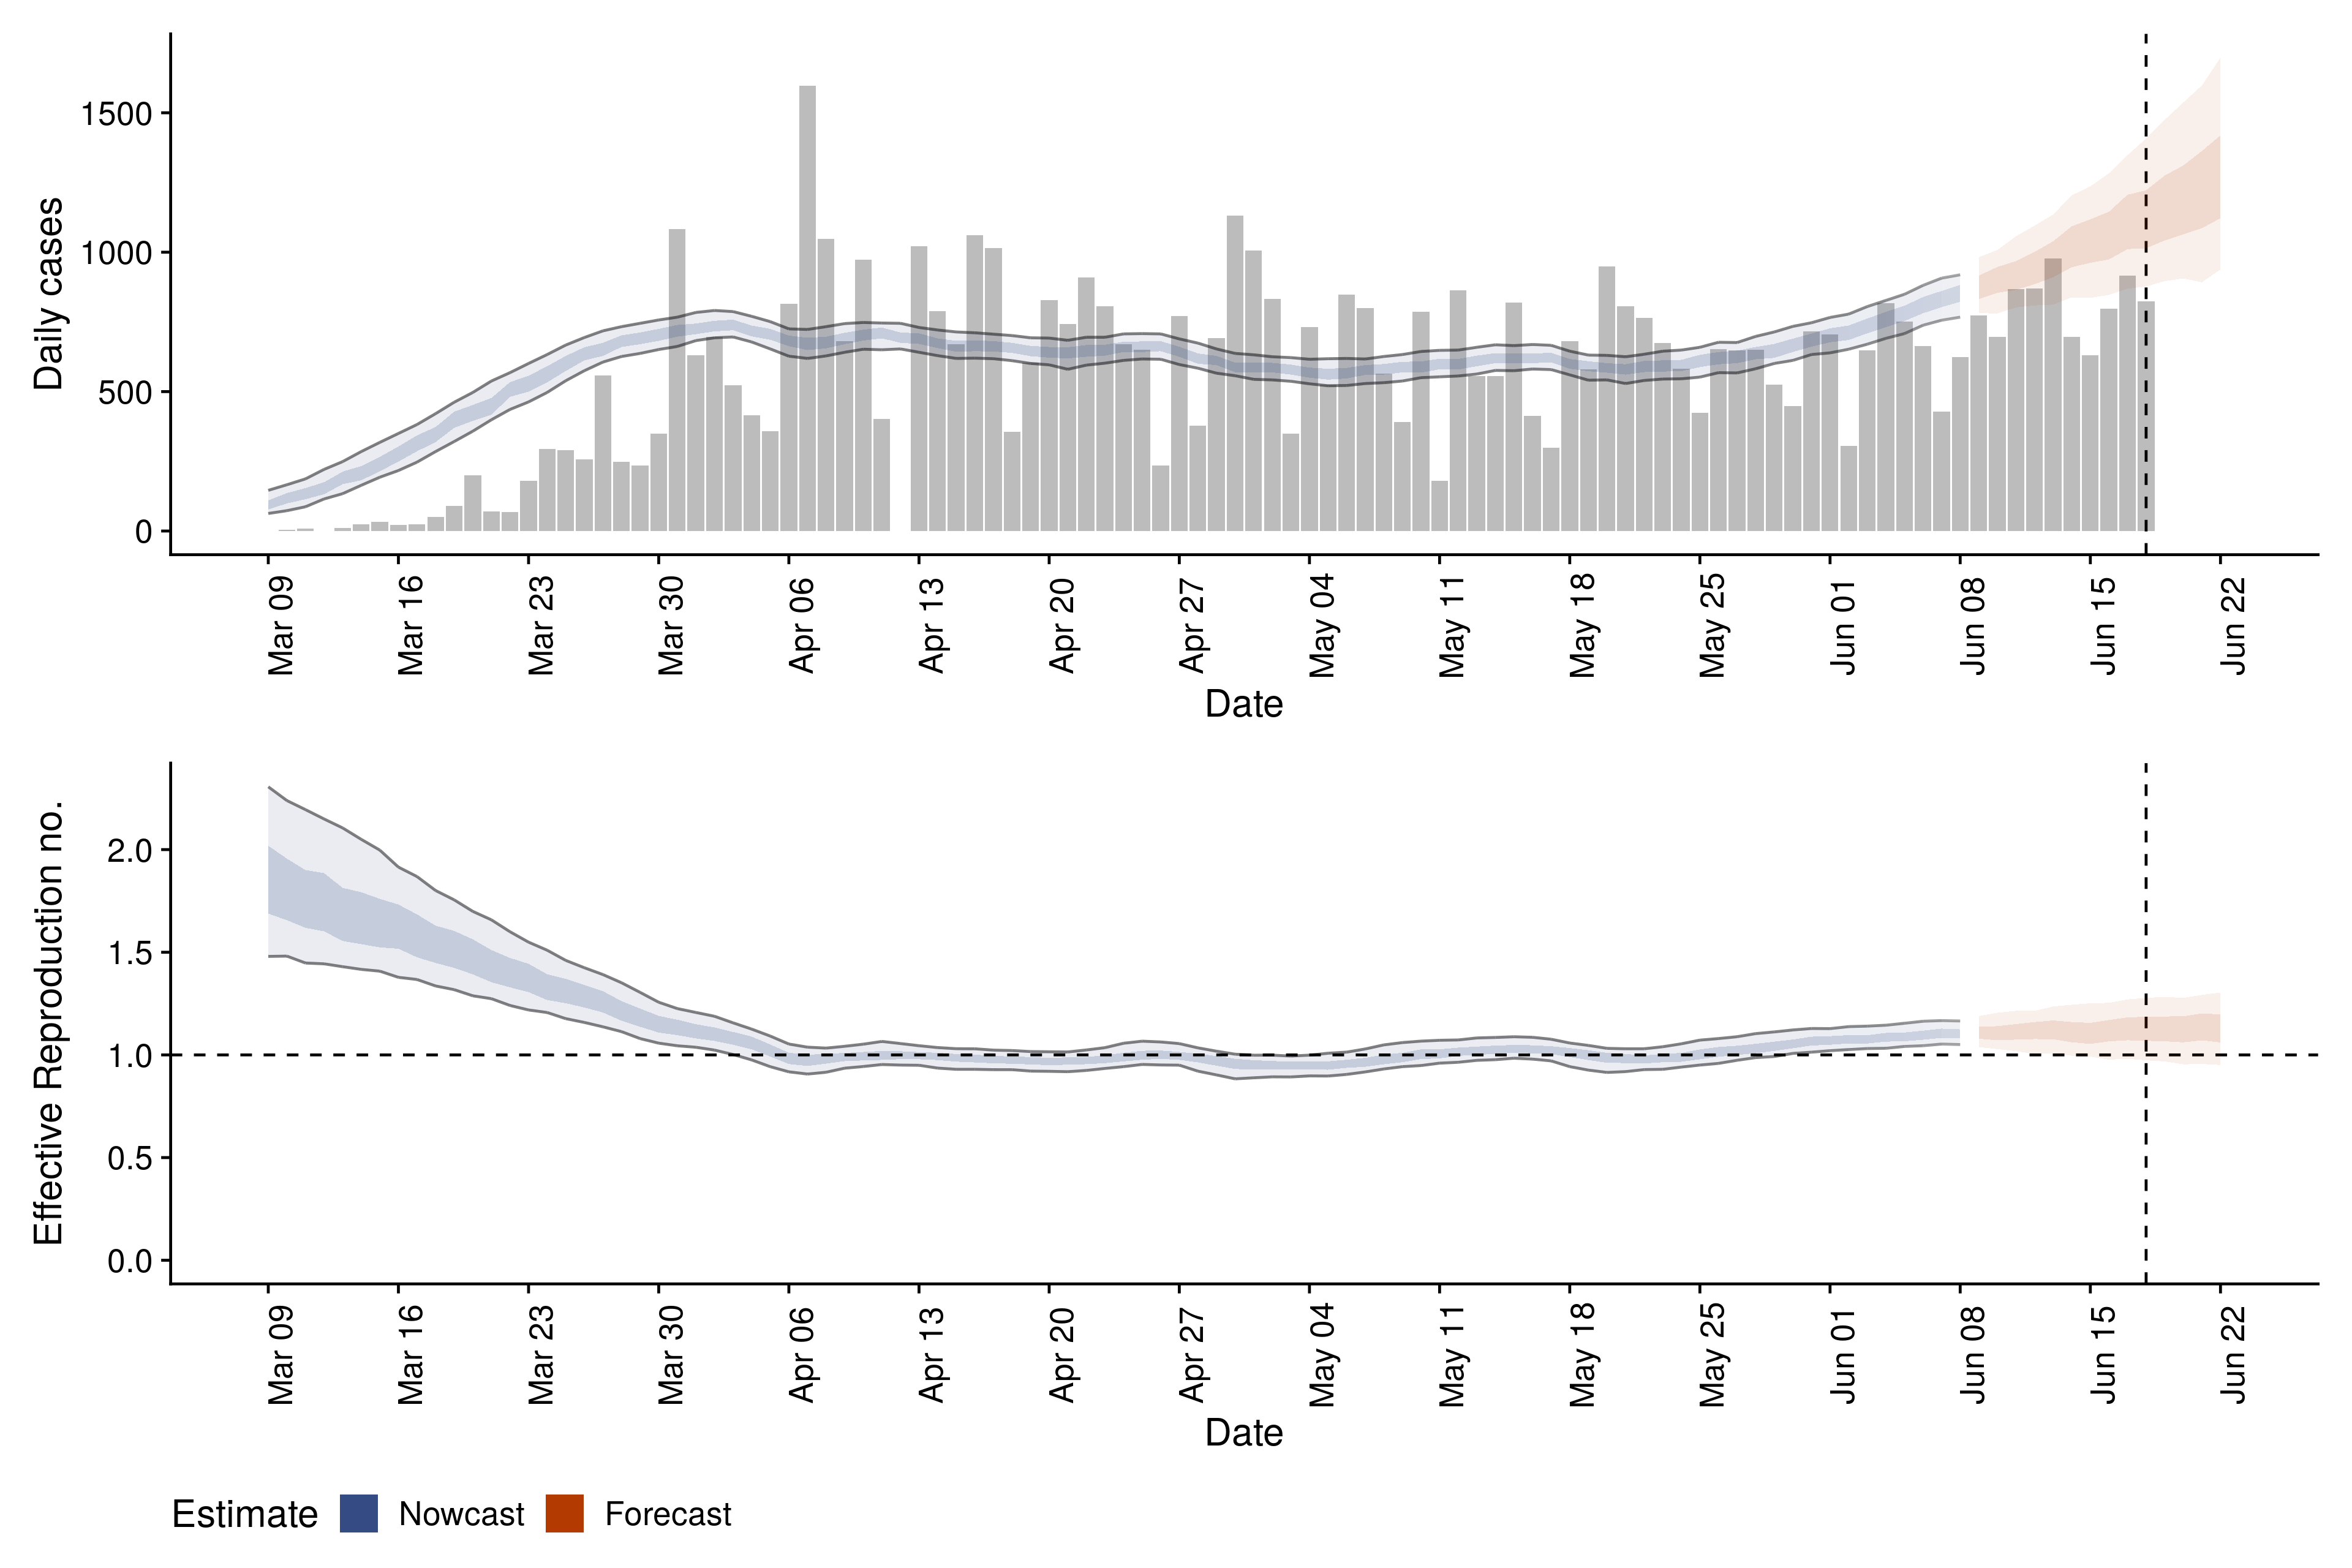 Daily cases
1500
1000
500
0
Mar 09
Mar 16
Mar 23
Mar 30
Apr 06
Apr 13
Apr 20
Apr 27
May 04
May 11
May 18
May 25
Jun 01
Jun 08
Jun 15
Jun 22
Date
Effective Reproduction no.
2.0
1.5
1.0
0.5
0.0
Mar 09
Mar 16
Mar 23
Mar 30
Apr 06
Apr 13
Apr 20
Apr 27
May 04
May 11
May 18
May 25
Jun 01
Jun 08
Jun 15
Jun 22
Date
Estimate Nowcast Forecast